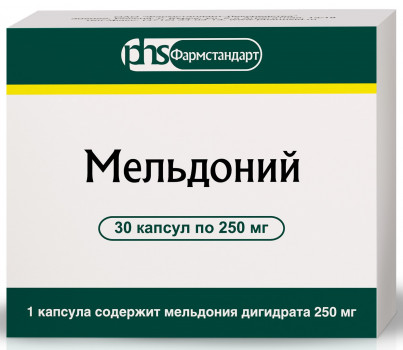 phs Фармстандарт
Мельдоний
30 капсул по 250 мг
1 капсула содержит мельдония дигидрата 250 мг